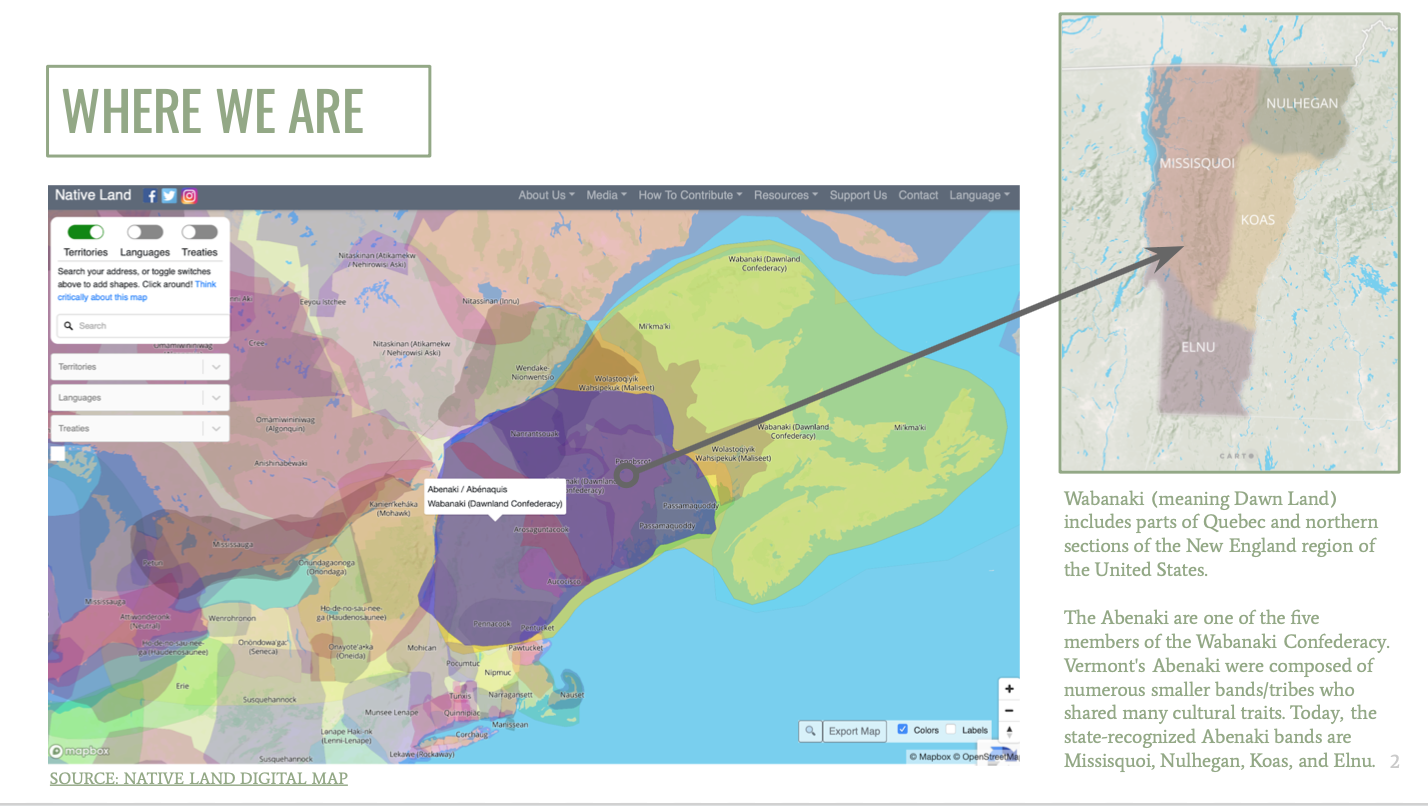 WHERE WE ARE
Native Land
About Us
Media
How To Contribute
Resources
Support Us
Contact
Language
Territories
Languages
Treaties
Search your address, or toggle switches
above to add shapes. Click around! Think
critically about this map
Search
Territories
Languages
Treaties
Nitaskinan (Atikamekw
/ Nehirowisi Aski)
Eeyou Istchee
Nitassinan (Innu)
Cree
Nitaskinan (Atikamekw
/ Nehirowisi Aski)
Wendake-
Nionwentsïo
Wabanaki (Dawnland
Confederacy)
Mi'kma'ki
Wolastoqiyik
Wahsipekuk (Maliseet)
Omàmiwininiwag
(Algonquin)
Anishinabewaki
Nanrantsouak
Wabanaki (Dawnland
Confederacy)
Mi'kma'ki
Wolastoqiyik
Wahsipekuk (Maliseet)
Penobscot
Abenaki / Abénaquis
Wabanaki (Dawnland Confederacy)
Kanien'kehá:ka
(Mohawk)
Passamaquoddy
Passamaquoddy
Arosaguntacook
Mississauga
Petun
Onundagaonoga
(Onondaga)
Aucocisco
Mississauga
Attiwonderonk
(Neutral)
Wenrohronon
Ho-de-no-sau-nee-
ga (Haudenosaunee)
Pennacook
Pentucket
Ho-de-no-sau-nee-
ga (Haudenosaunee)
Onöndowa'ga:
(Seneca)
Onʌyote'a·ka
(Oneida)
Mohican
Pawtucket
Pocumtuc
Nipmuc
Erie
Susquehannock
Tunxis
Narragansett
Nauset
Munsee Lenape
Quinnipiac
Manissean
Lenape Haki-nk
(Lenni-Lenape)
Corchaug
Lekawe (Rockaway)
Susquehannock
mapbox
Export Map
Colors
Labels
© Mapbox © OpenStreetMap
SOURCE: NATIVE LAND DIGITAL MAP
NULHEGAN
MISSISQUOI
KOAS
ELNU
CARTO
Wabanaki (meaning Dawn Land)
includes parts of Quebec and northern
sections of the New England region of
the United States.
The Abenaki are one of the five
members of the Wabanaki Confederacy.
Vermont's Abenaki were composed of
numerous smaller bands/tribes who
shared many cultural traits. Today, the
state-recognized Abenaki bands are
Missisquoi, Nulhegan, Koas, and Elnu.
2